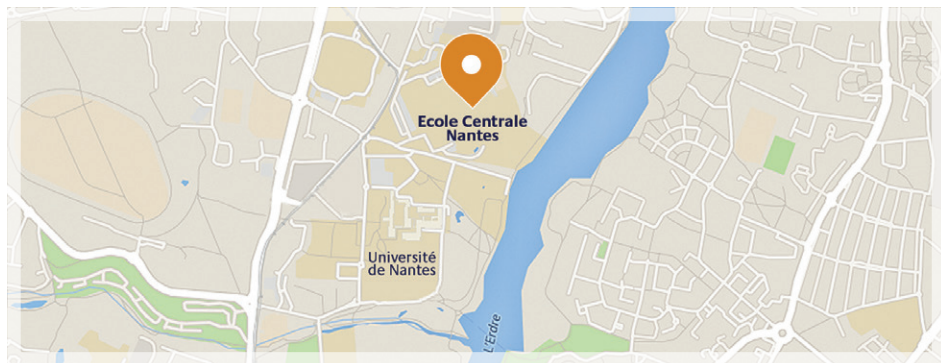 Ecole Centrale
Nantes
Université
de Nantes
L'Erdre